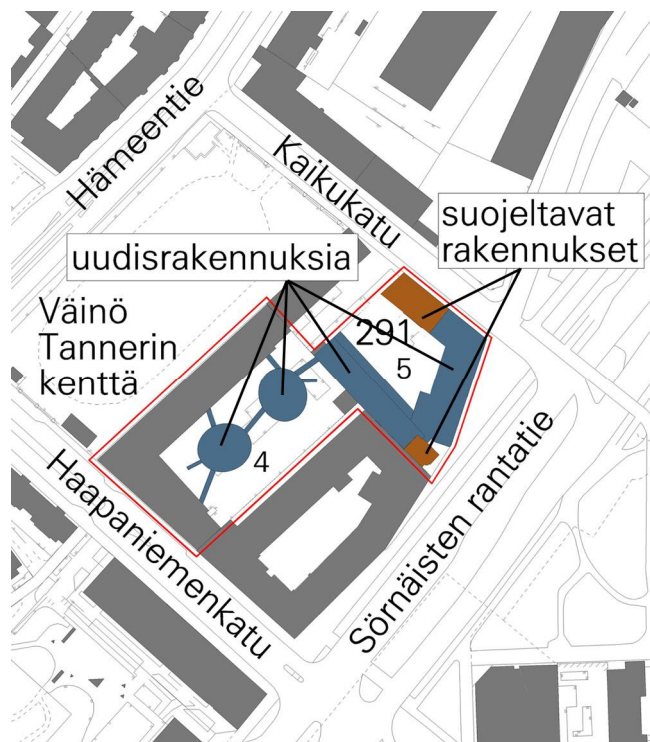 Hämeentie
Kaikukatu
suojeltavat
rakennukset
uudisrakennuksia
291
5
Väinö
Tannerin
kenttä
4
Haapaniemenkatu
Sörnäisten rantatie